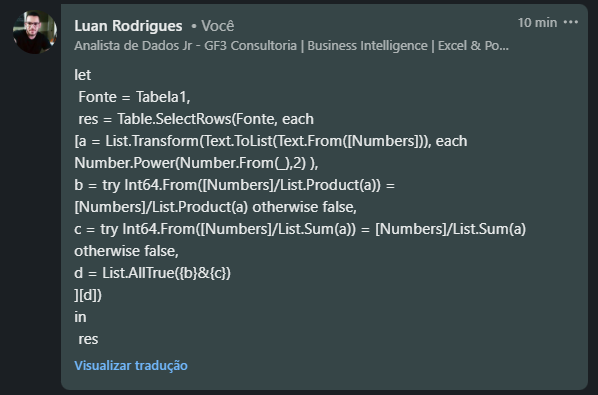 Luan Rodrigues • Você 10 min •••
Analista de Dados Jr - GF3 Consultoria | Business Intelligence | Excel & Po...
let
Fonte = Tabela1,
res = Table.SelectRows(Fonte, each
[a = List.Transform(Text.ToList(Text.From([Numbers])), each
Number.Power(Number.From(_),2) ),
b = try Int64.From([Numbers]/List.Product(a)) =
[Numbers]/List.Product(a) otherwise false,
c = try Int64.From([Numbers]/List.Sum(a)) = [Numbers]/List.Sum(a)
otherwise false,
d = List.AllTrue({b}&{c})
][d])
in
res
Visualizar tradução